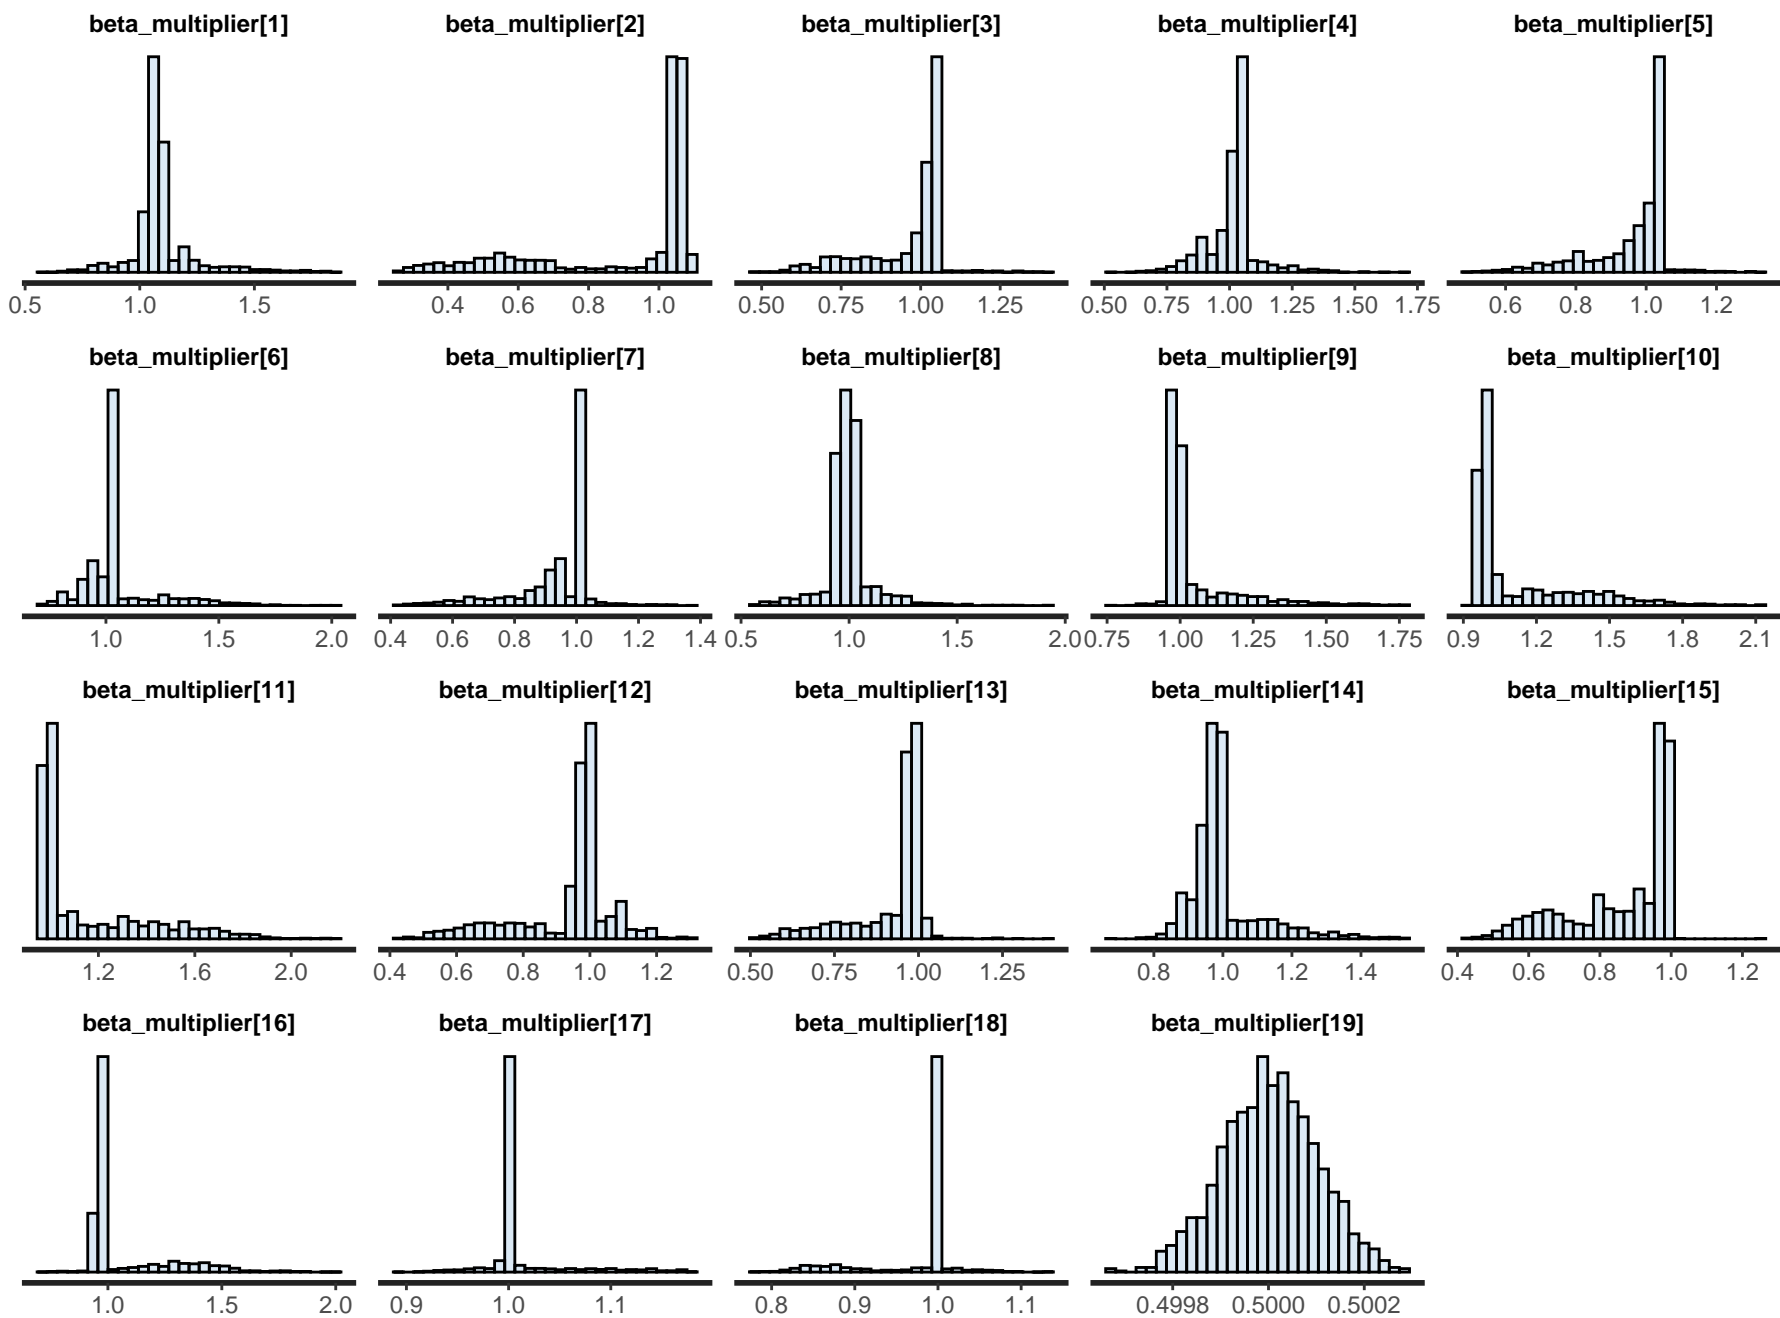 beta_multiplier[1] beta_multiplier[2] beta_multiplier[3] beta_multiplier[4] beta_multiplier[5]
0.5 1.0 1.5 0.4 0.6 0.8 1.0 0.50 0.75 1.00 1.25 0.50 0.75 1.00 1.25 1.50 1.75 0.6 0.8 1.0 1.2
beta_multiplier[6] beta_multiplier[7] beta_multiplier[8] beta_multiplier[9] beta_multiplier[10]
1.0 1.5 2.0 0.4 0.6 0.8 1.0 1.2 1.4 0.5 1.0 1.5 2.0 0.75 1.00 1.25 1.50 1.75 0.9 1.2 1.5 1.8 2.1
beta_multiplier[11] beta_multiplier[12] beta_multiplier[13] beta_multiplier[14] beta_multiplier[15]
1.2 1.6 2.0 0.4 0.6 0.8 1.0 1.2 0.50 0.75 1.00 1.25 0.8 1.0 1.2 1.4 0.4 0.6 0.8 1.0 1.2
beta_multiplier[16] beta_multiplier[17] beta_multiplier[18] beta_multiplier[19]
1.0 1.5 2.0 0.9 1.0 1.1 0.8 0.9 1.0 1.1 0.4998 0.5000 0.5002